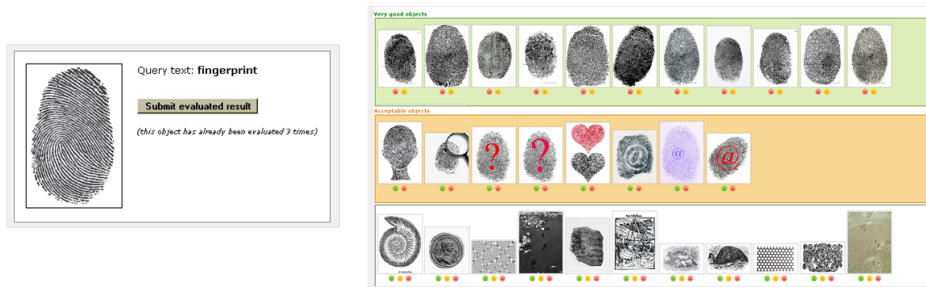 Query text: fingerprint
Submit evaluated result
(this object has already been evaluated 3 times)
Very good objects
Acceptable objects
?
?
@
@
@